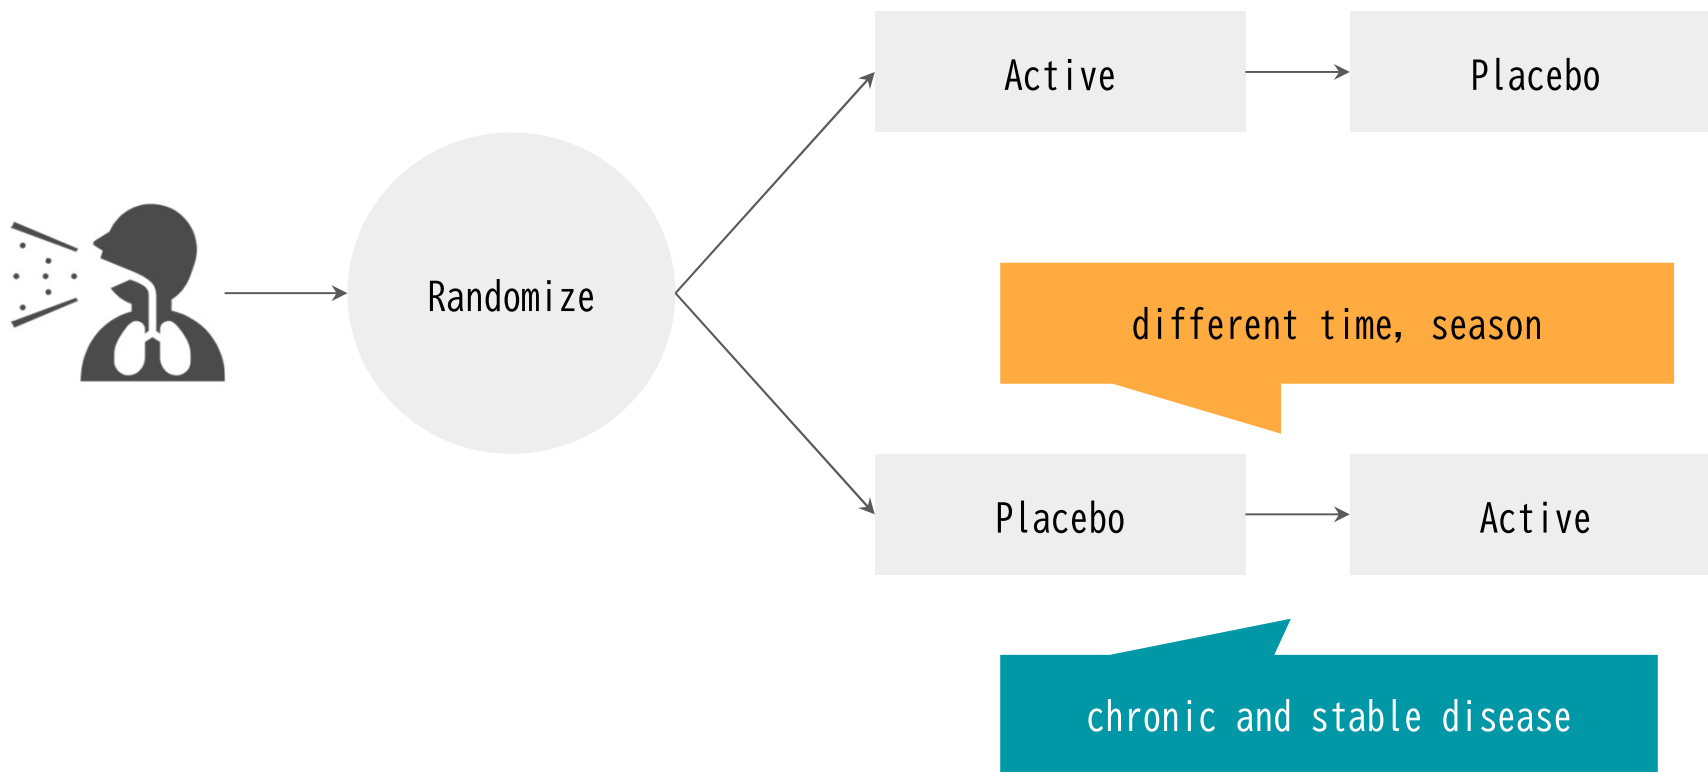 Active
Placebo
Randomize
different time, season
Placebo
Active
chronic and stable disease